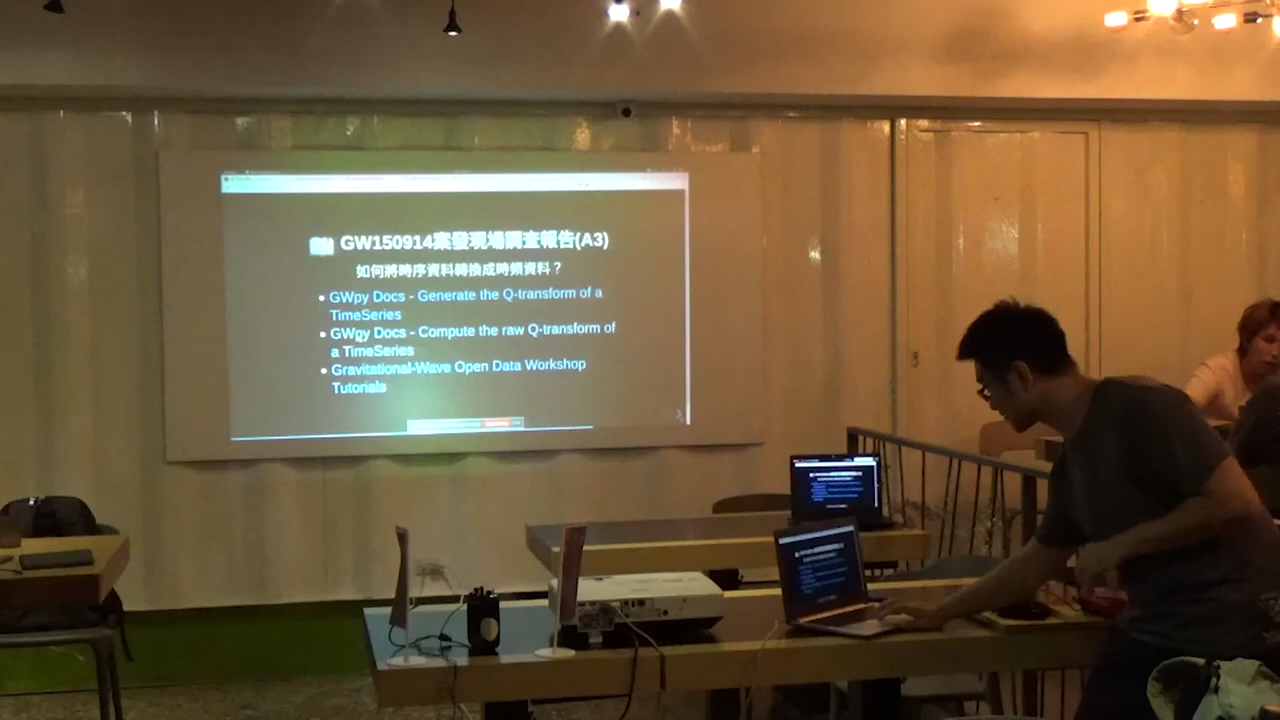 GW150914案發現場調查報告(A3)
如何將時序資料轉換成時頻資料？
GWpy Docs - Generate the Q-transform of a
TimeSeries
GWpy Docs - Compute the raw Q-transform of
a TimeSeries
Gravitational-Wave Open Data Workshop
Tutorials